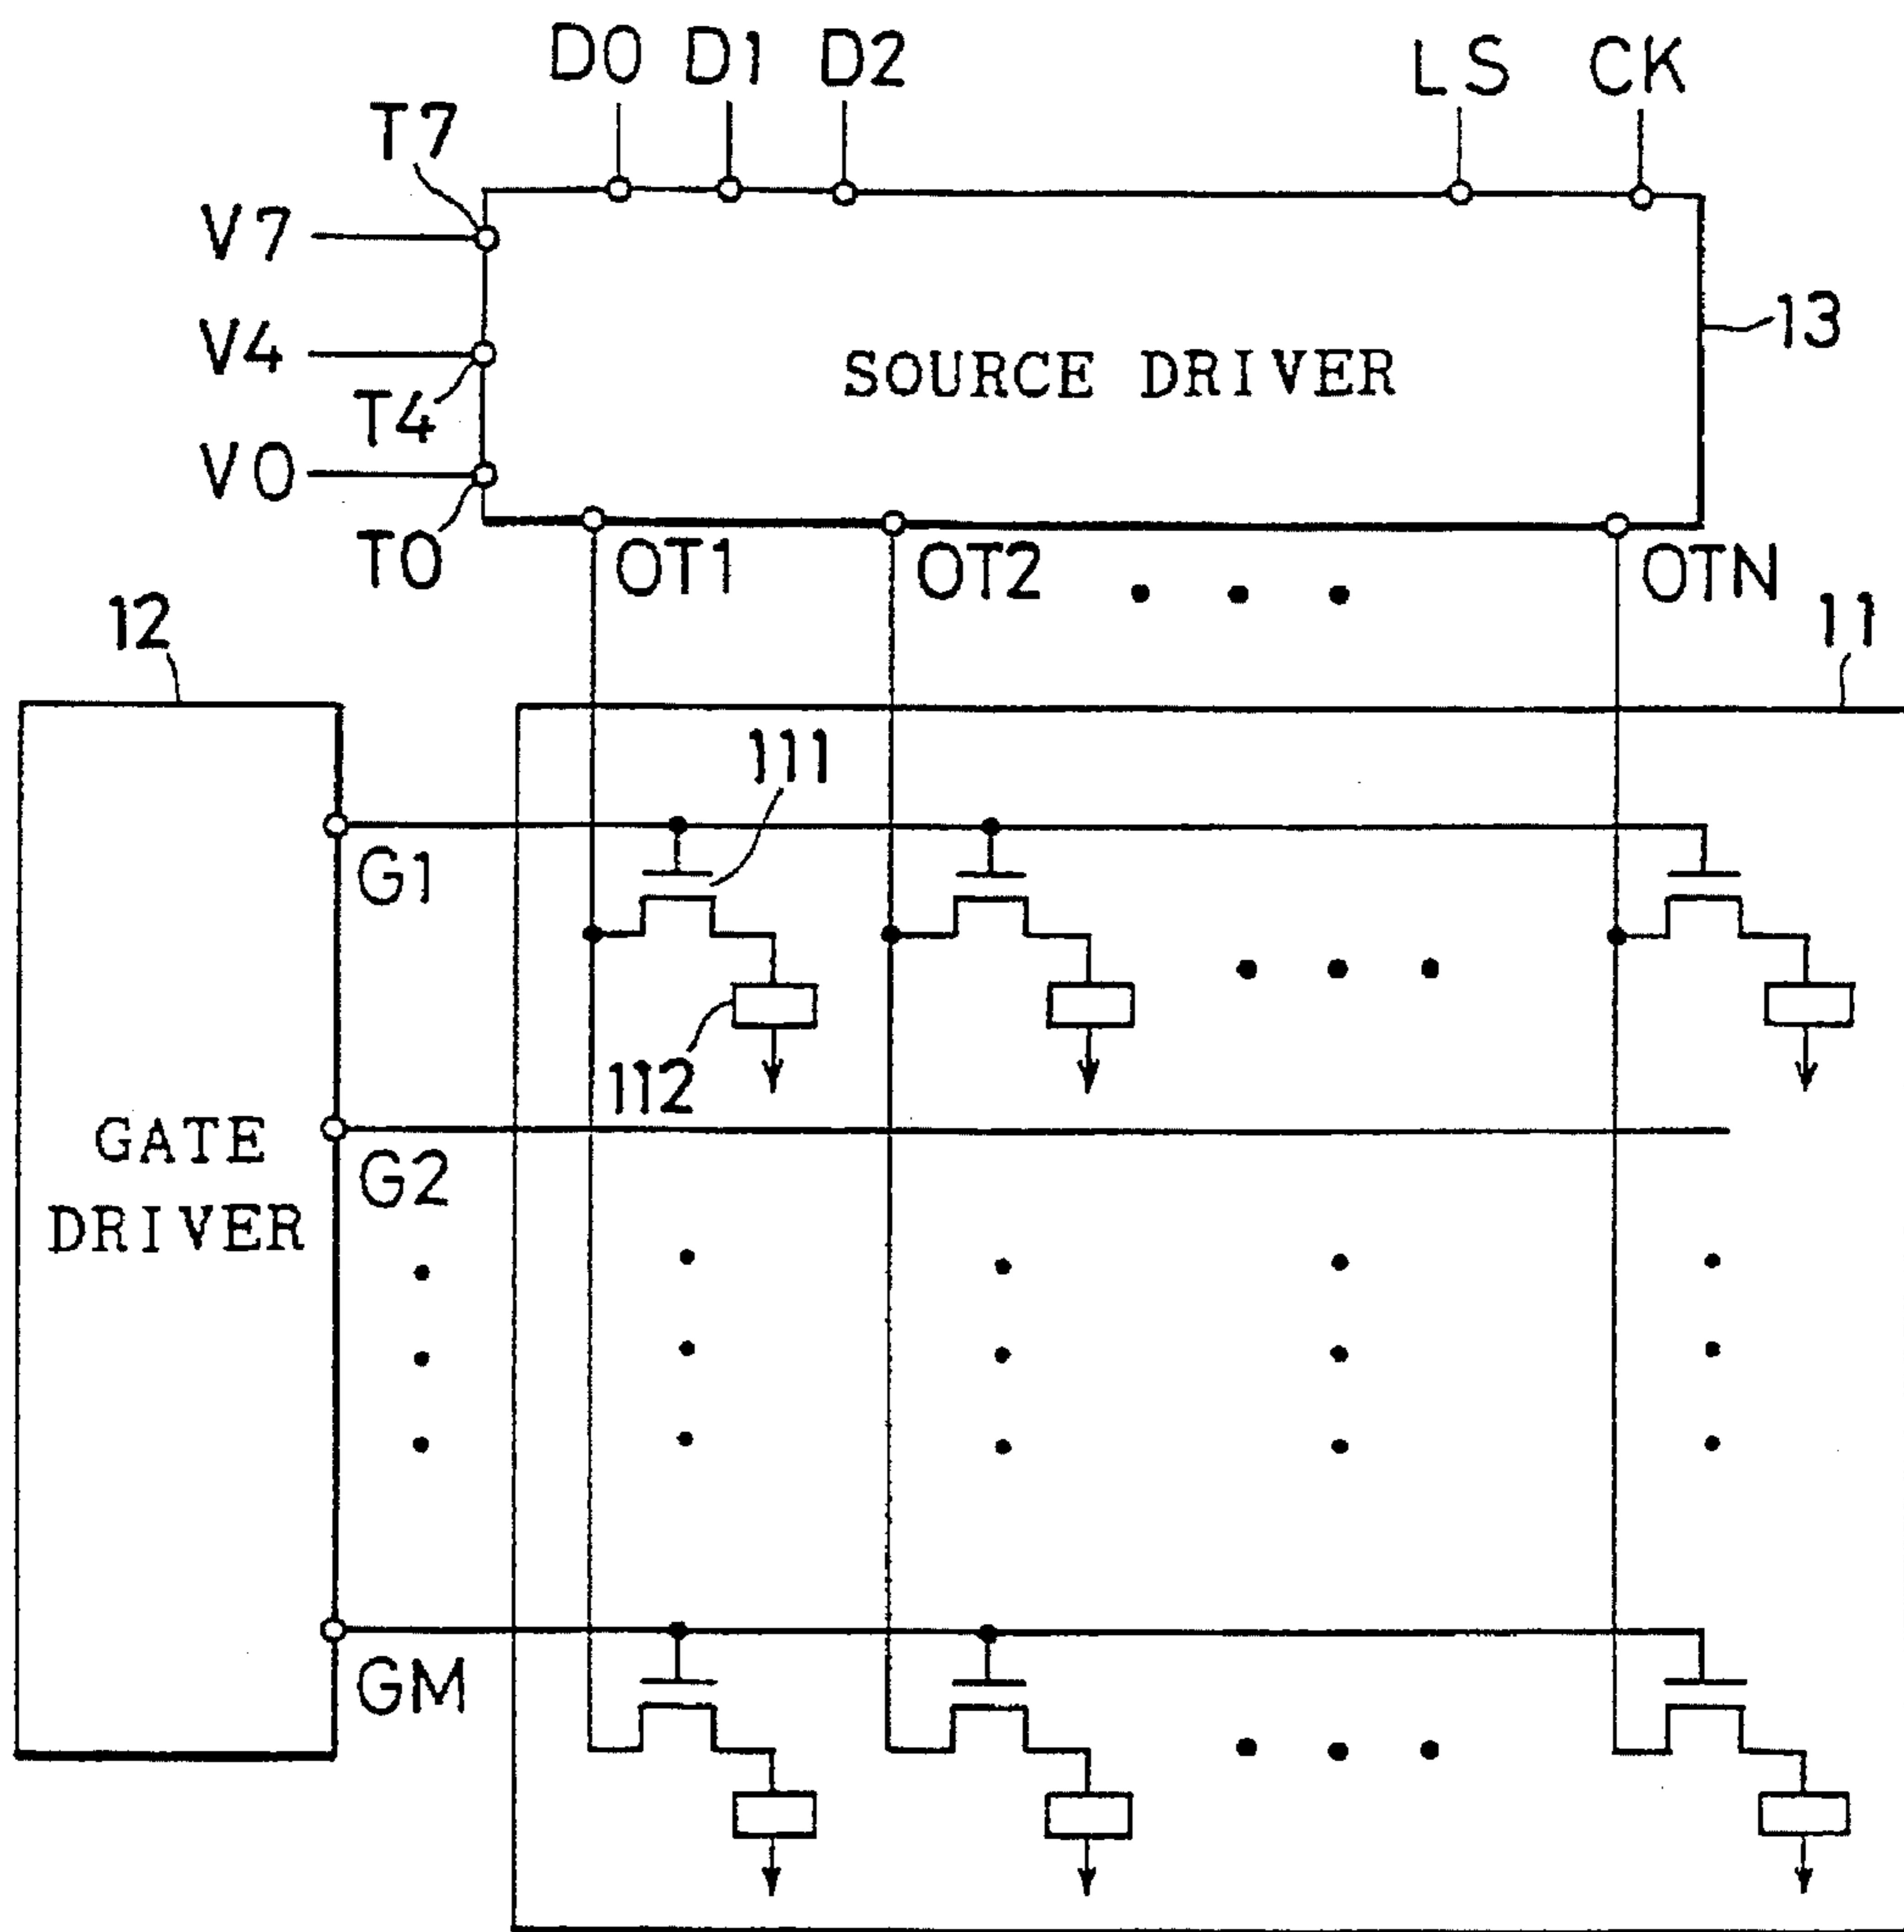 D0 D1 D2 LS CK
T7
V7
V4
T4
V0
T0
SOURCE DRIVER
13
OT1 OT2 OTN
12
11
111
G1
112
GATE
DRIVER
G2
GM